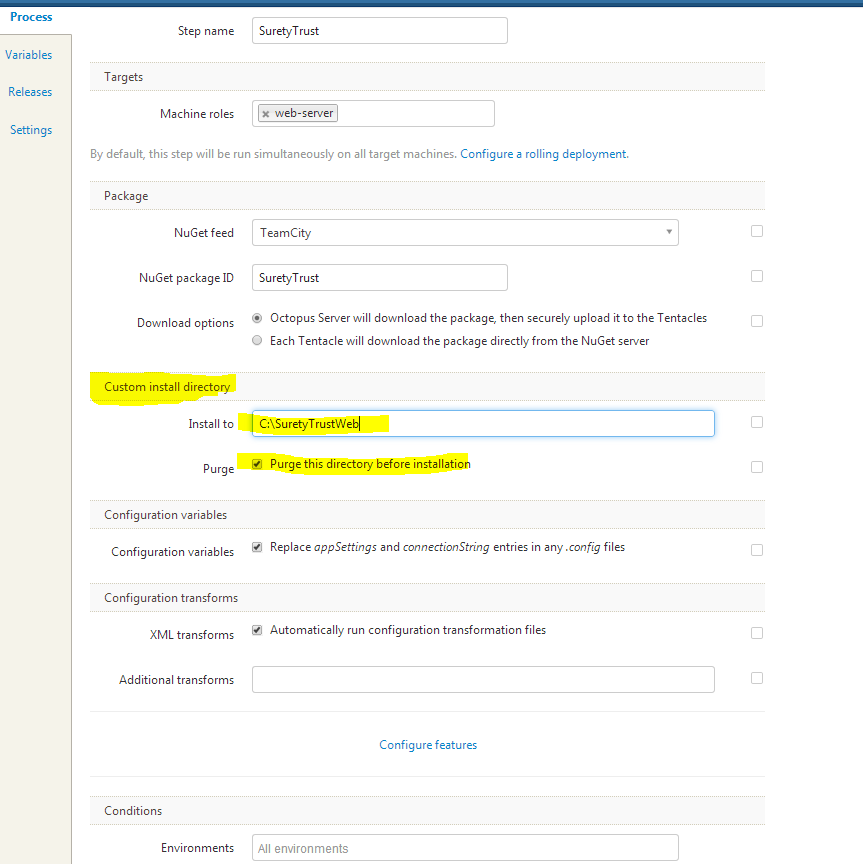 Process
Variables
Releases
Settings
Step name SuretyTrust
Targets
Machine roles × web-server
By default, this step will be run simultaneously on all target machines. Configure a rolling deployment.
Package
NuGet feed TeamCity
NuGet package ID SuretyTrust
Download options Octopus Server will download the package, then securely upload it to the Tentacles
Each Tentacle will download the package directly from the NuGet server
Custom install directory
Install to C:\SuretyTrustWeb
Purge Purge this directory before installation
Configuration variables
Configuration variables Replace appSettings and connectionString entries in any .config files
Configuration transforms
XML transforms Automatically run configuration transformation files
Additional transforms
Configure features
Conditions
Environments All environments